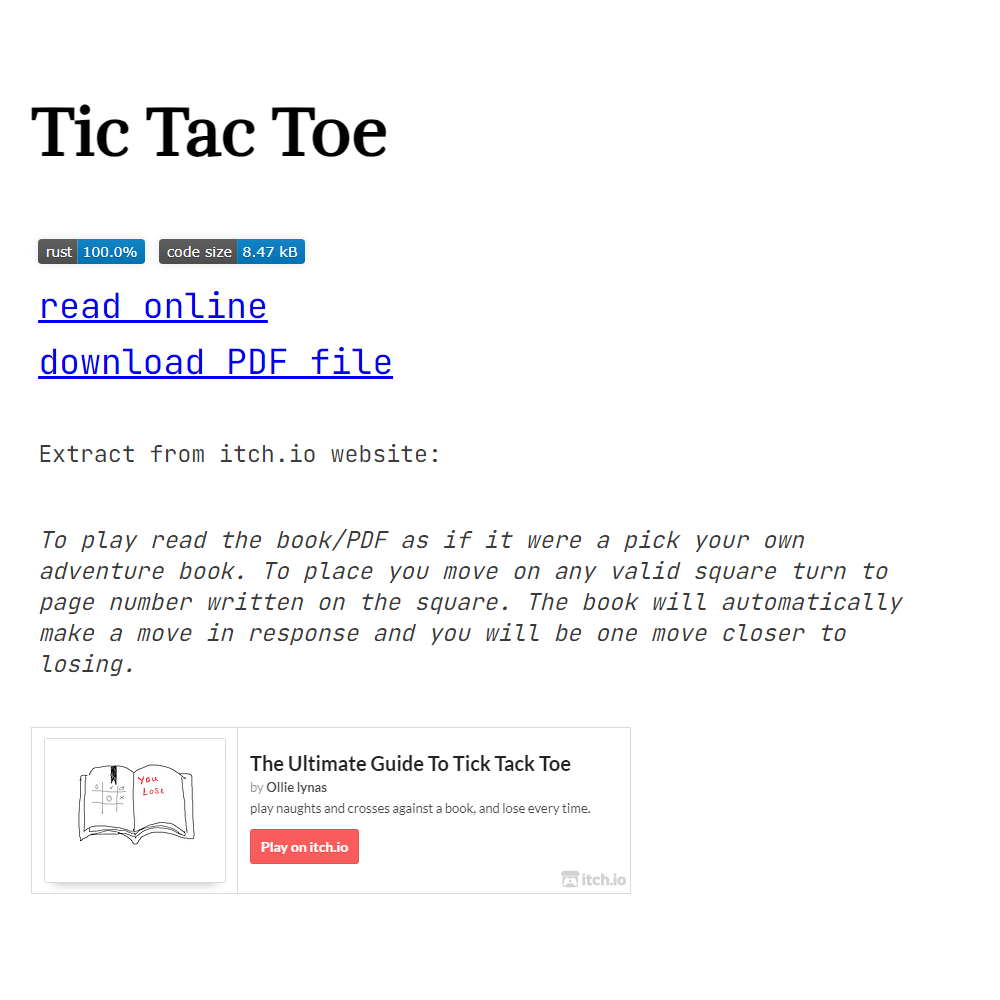 Tic Tac Toe
rust 100.0% code size 8.47 kB
read online
download PDF file
Extract from itch.io website:
To play read the book/PDF as if it were a pick your own
adventure book. To place you move on any valid square turn to
page number written on the square. The book will automatically
make a move in response and you will be one move closer to
losing.
You
Lose
The Ultimate Guide To Tick Tack Toe
by Ollie lynas
play naughts and crosses against a book, and lose every time.
Play on itch.io
itch.io